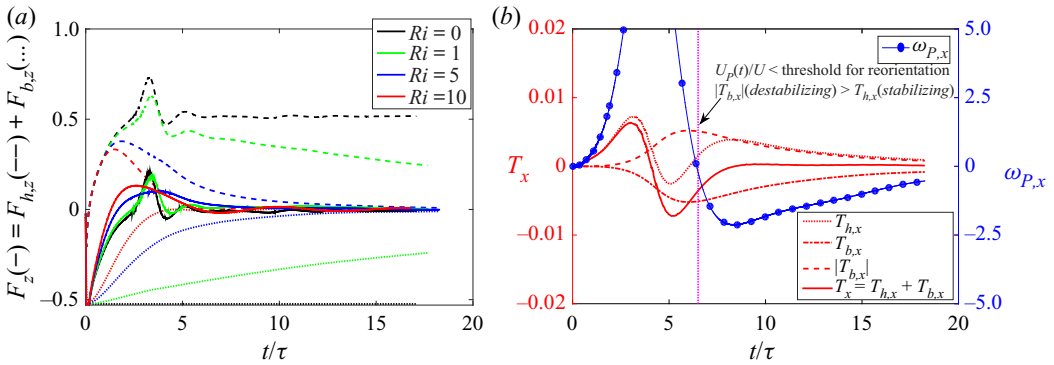 (a)
F_z(−) = F_{h,z}(−−) + F_{b,z}(...)
1.0
0.5
0
−0.5
0
5
10
15
20
t/τ
Ri = 0
Ri = 1
Ri = 5
Ri = 10
(b)
T_x
0.02
0.01
0
−0.01
−0.02
0
5
10
15
20
t/τ
ω_{P,x}
U_P(t)/U < threshold for reorientation
|T_{b,x}|(destabilizing) > T_{h,x}(stabilizing)
T_{h,x}
T_{b,x}
|T_{b,x}|
T_x = T_{h,x} + T_{b,x}
5.0
2.5
0
−2.5
−5.0
ω_{P,x}